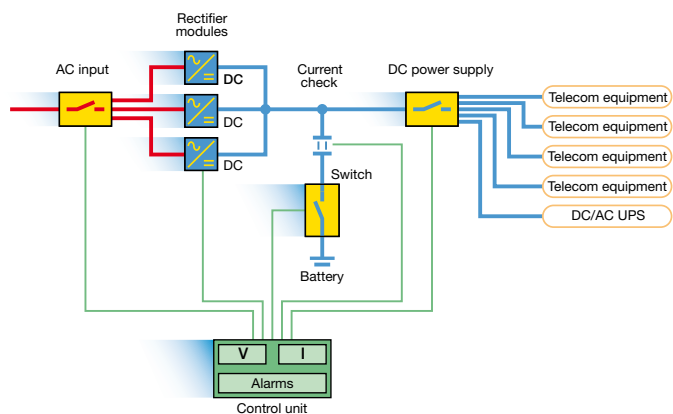 Rectifier
modules
AC input
DC
Current
check
DC power supply
DC
DC
Telecom equipment
Telecom equipment
Telecom equipment
Telecom equipment
DC/AC UPS
Switch
Battery
V
I
Alarms
Control unit